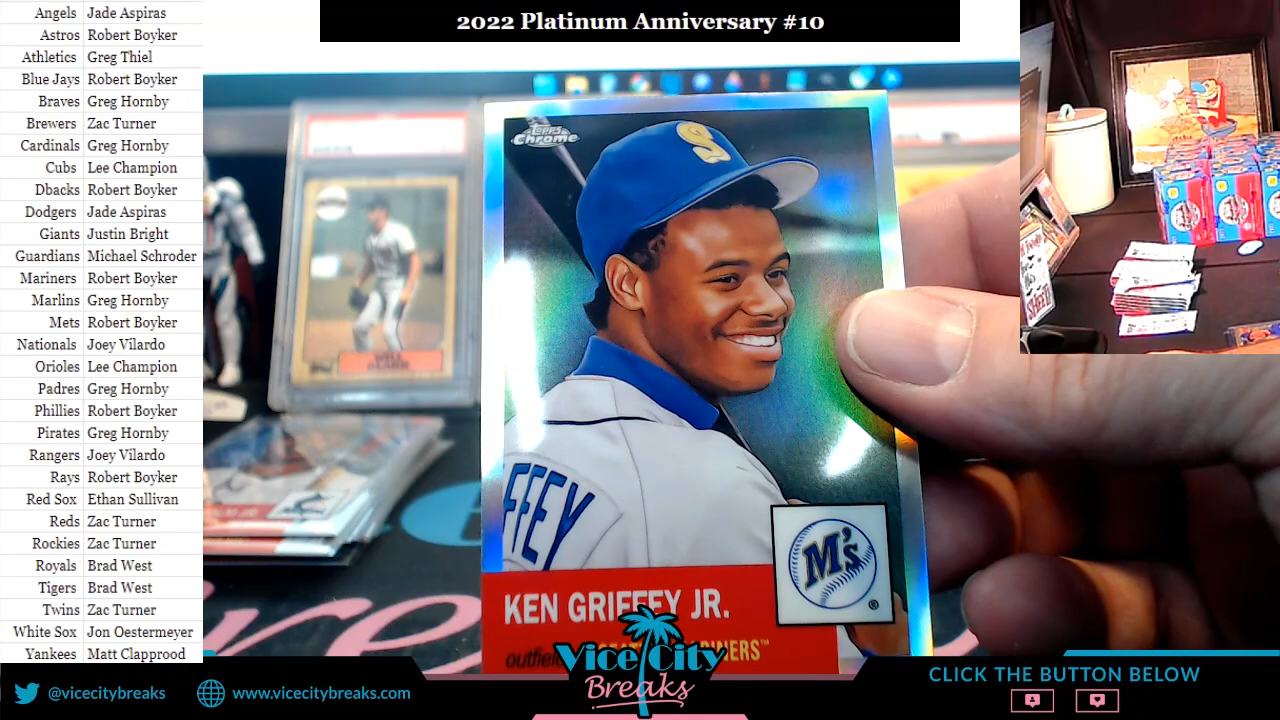 2022 Platinum Anniversary #10
Angels Jade Aspiras
Astros Robert Boyker
Athletics Greg Thiel
Blue Jays Robert Boyker
Braves Greg Hornby
Brewers Zac Turner
Cardinals Greg Hornby
Cubs Lee Champion
Dbacks Robert Boyker
Dodgers Jade Aspiras
Giants Justin Bright
Guardians Michael Schroder
Mariners Robert Boyker
Marlins Greg Hornby
Mets Robert Boyker
Nationals Joey Vilardo
Orioles Lee Champion
Padres Greg Hornby
Phillies Robert Boyker
Pirates Greg Hornby
Rangers Joey Vilardo
Rays Robert Boyker
Red Sox Ethan Sullivan
Reds Zac Turner
Rockies Zac Turner
Royals Brad West
Tigers Brad West
Twins Zac Turner
White Sox Jon Oestermeyer
Yankees Matt Clapprood
Topps
Chrome
S
FFEY
M's
®
KEN GRIFFEY JR.
outfiel
WILL
CLARK
Vice City
Breaks
@vicecitybreaks
www.vicecitybreaks.com
CLICK THE BUTTON BELOW